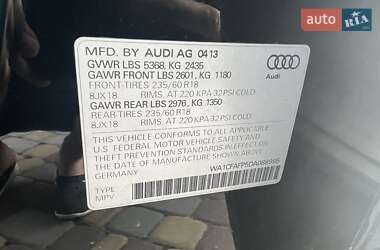 auto RIA
MFD. BY AUDI AG 04 13
GVWR LBS 5368, KG 2435
GAWR FRONT LBS 2601, KG 1180
FRONT-TIRES 235/60 R18
8JX18 RIMS, AT 220 KPA/32 PSI COLD
GAWR REAR LBS 2976, KG 1350
REAR-TIRES 235/60 R18
8JX18 RIMS, AT 220 KPA/32 PSI COLD
Audi
THIS VEHICLE CONFORMS TO ALL APPLICABLE
U.S. FEDERAL MOTOR VEHICLE SAFETY AND
THEFT PREVENTION STANDARDS IN EFFECT ON
THE DATE OF MANUFACTURE SHOWN ABOVE
TYPE
MPV
MADE IN GERMANY